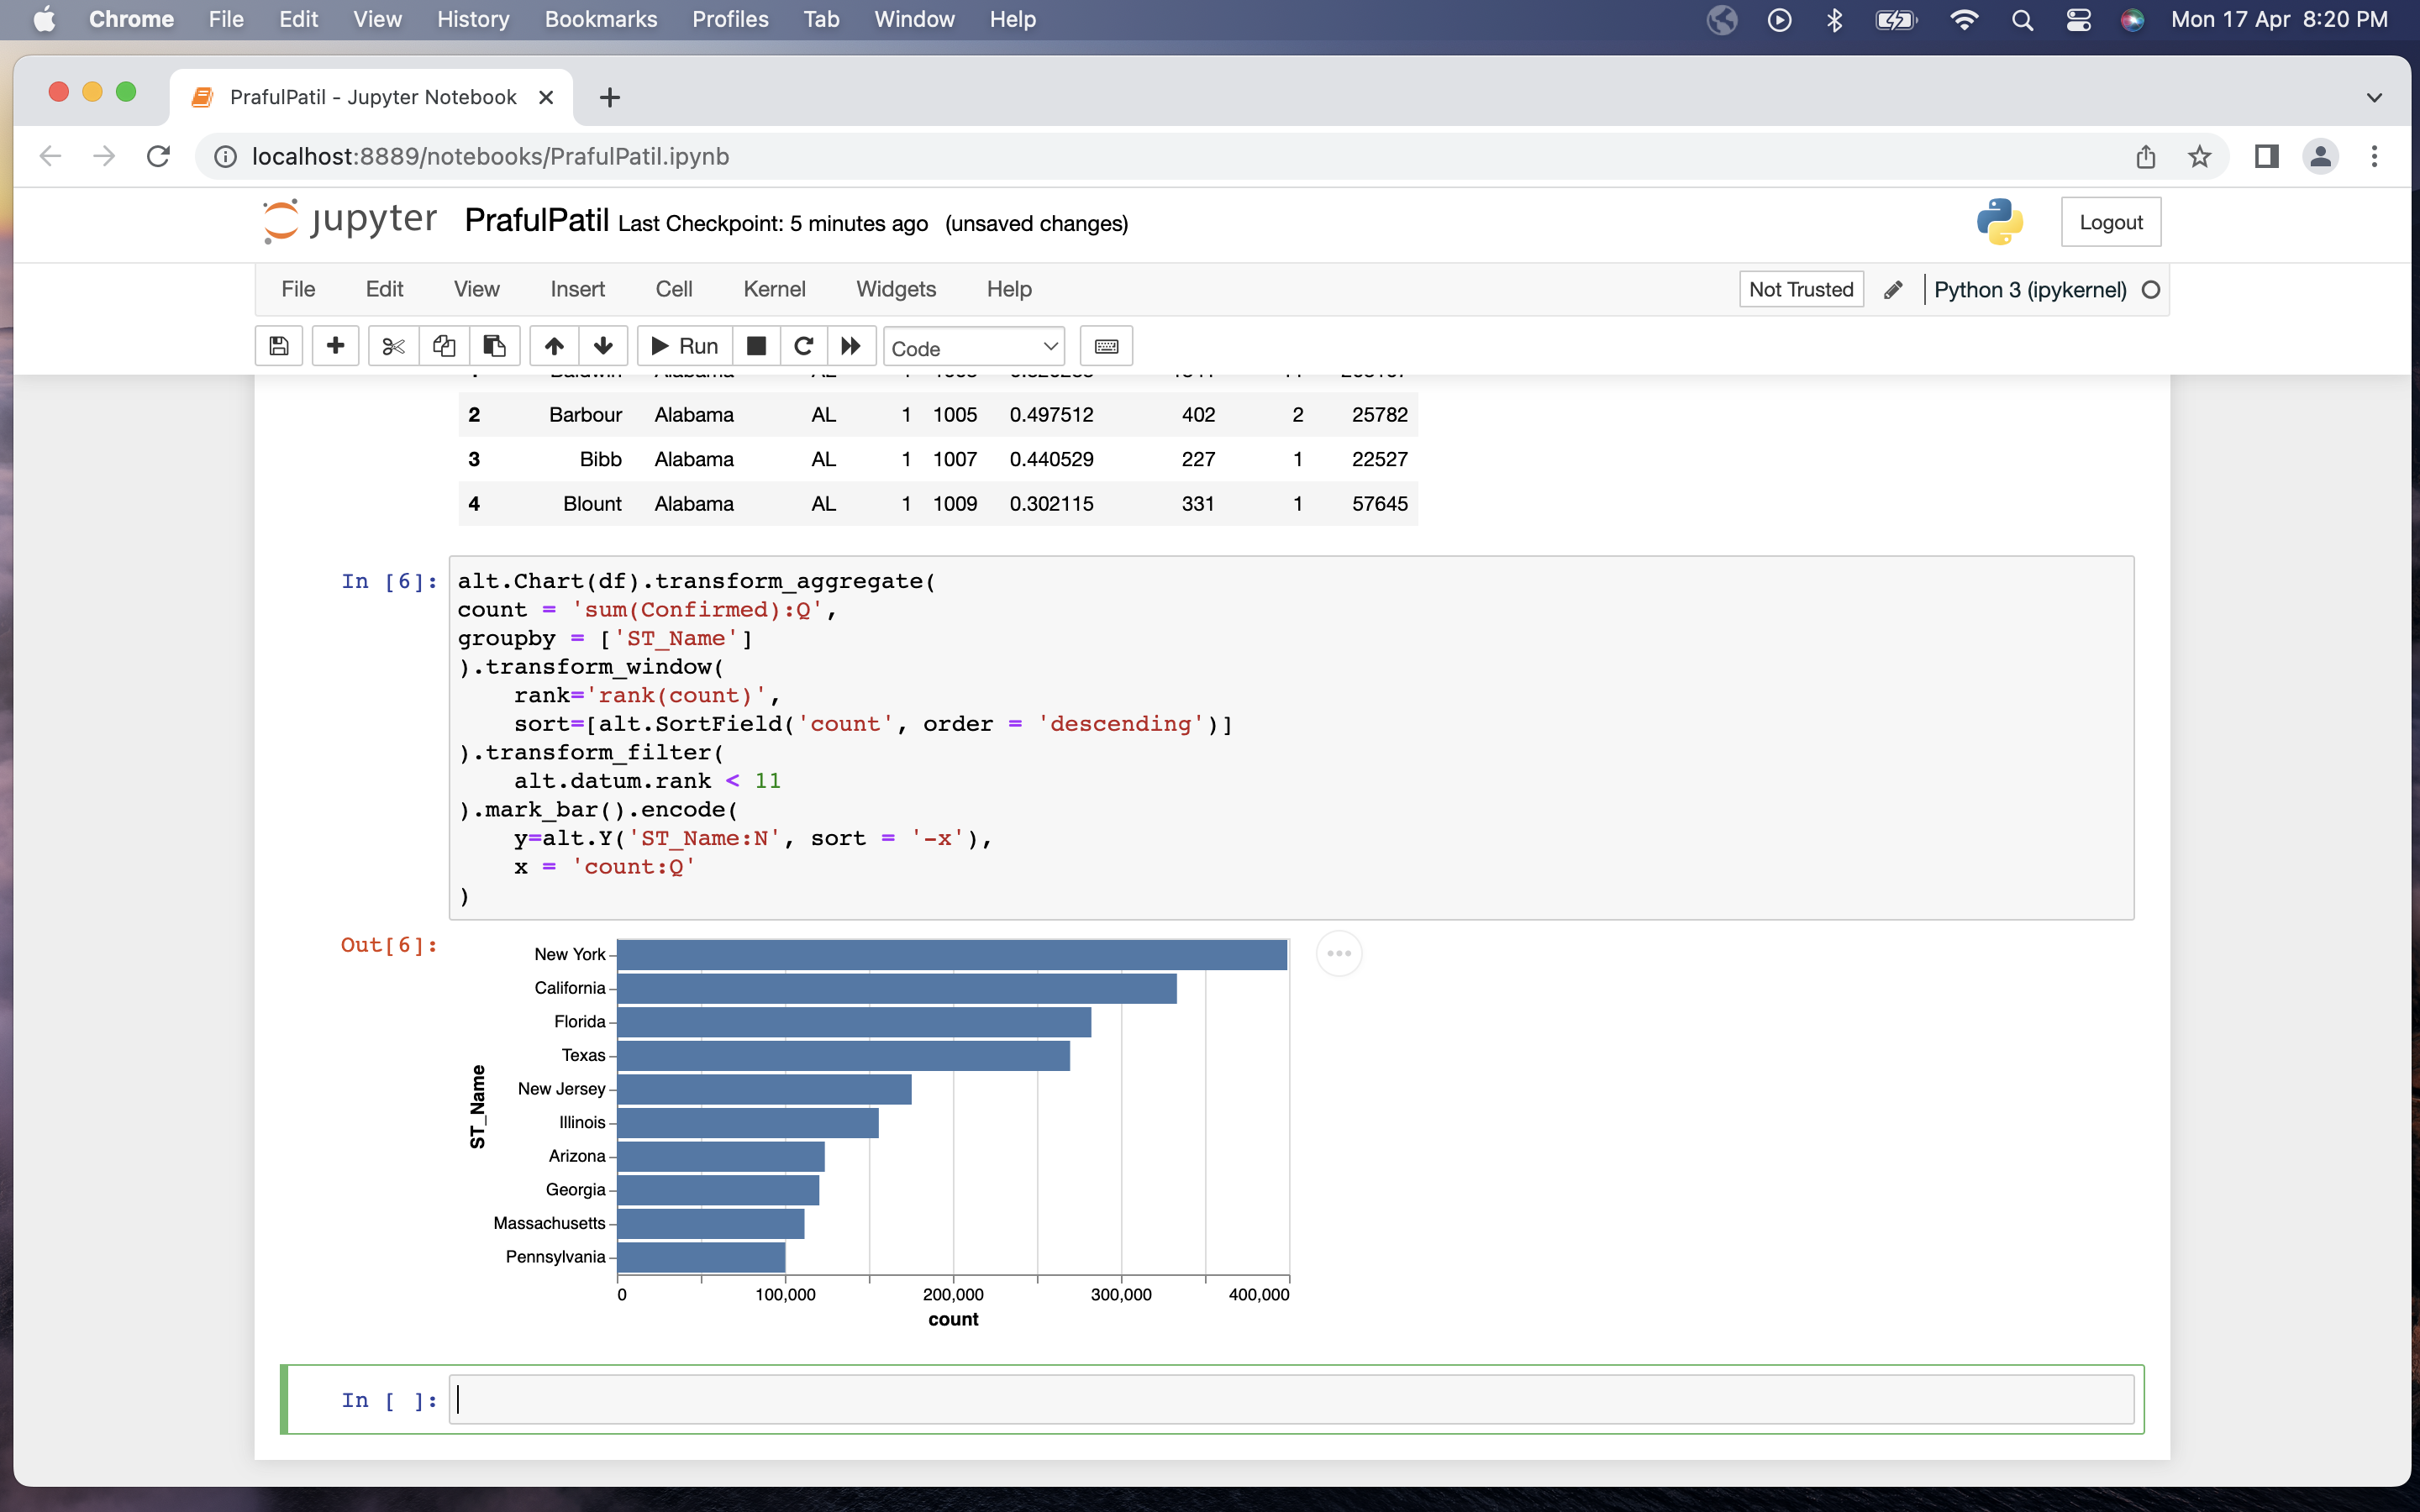 Chrome File Edit View History Bookmarks Profiles Tab Window Help Mon 17 Apr 8:20 PM
PrafulPatil - Jupyter Notebook
localhost:8889/notebooks/PrafulPatil.ipynb
jupyter PrafulPatil Last Checkpoint: 5 minutes ago (unsaved changes) Logout
File Edit View Insert Cell Kernel Widgets Help Not Trusted Python 3 (ipykernel)
Run Code
2 Barbour Alabama AL 1 1005 0.497512 402 2 25782
3 Bibb Alabama AL 1 1007 0.440529 227 1 22527
4 Blount Alabama AL 1 1009 0.302115 331 1 57645
In [6]: alt.Chart(df).transform_aggregate(
count = 'sum(Confirmed):Q',
groupby = ['ST_Name']
).transform_window(
rank='rank(count)',
sort=[alt.SortField('count', order = 'descending')]
).transform_filter(
alt.datum.rank < 11
).mark_bar().encode(
y=alt.Y('ST_Name:N', sort = '-x'),
x = 'count:Q'
)
Out[6]:
New York
California
Florida
Texas
New Jersey
Illinois
Arizona
Georgia
Massachusetts
Pennsylvania
ST_Name
0 100,000 200,000 300,000 400,000
count
In [ ]: